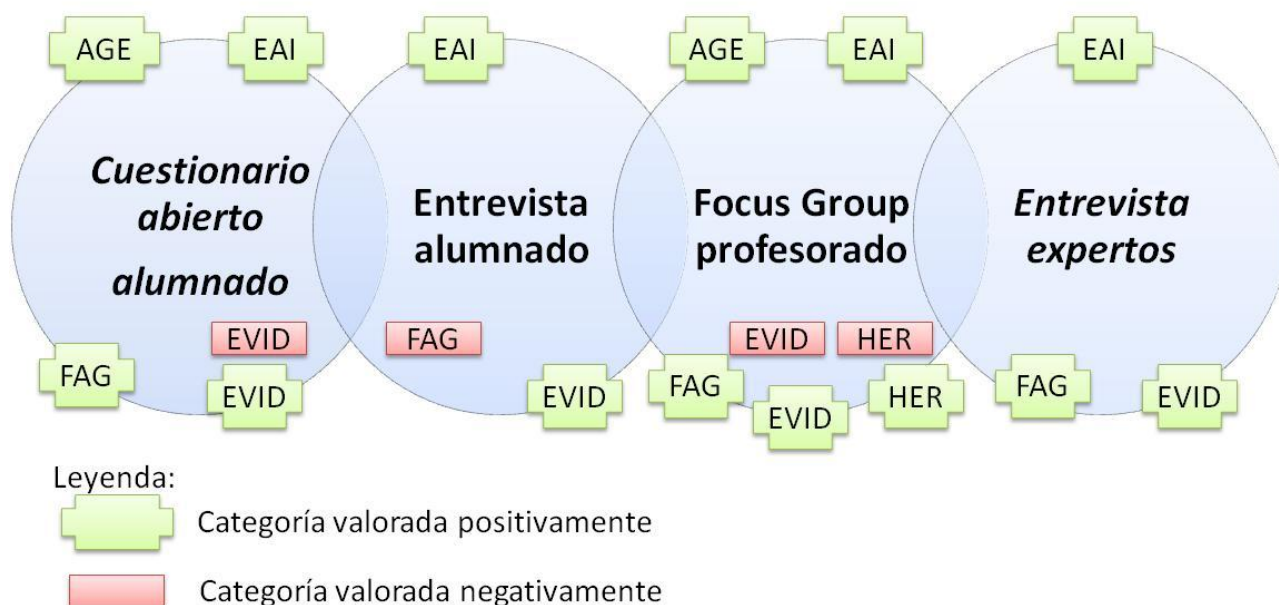 AGE EAI EAI AGE EAI EAI
Cuestionario
abierto
alumnado
Entrevista
alumnado
Focus Group
profesorado
Entrevista
expertos
EVID FAG EVID HER
FAG EVID EVID FAG EVID HER FAG EVID
Leyenda:
Categoría valorada positivamente
Categoría valorada negativamente